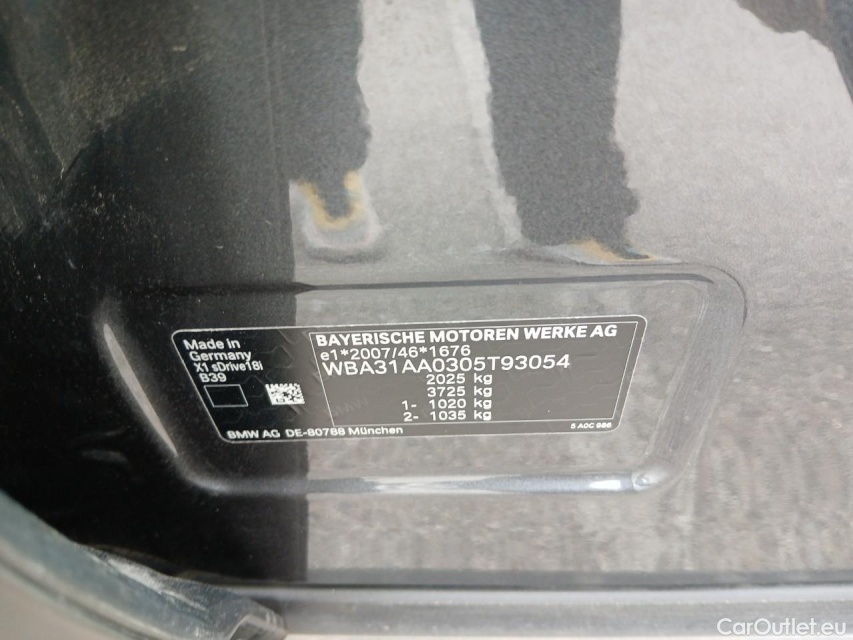 Made in
Germany
X1 sDrive18i
B39
BAYERISCHE MOTOREN WERKE AG
e1*2007/46*1676
WBA31AA0305T93054
2025 kg
3725 kg
1- 1020 kg
2- 1035 kg
BMW AG DE-80788 München
5 A0C 986
CarOutlet.eu